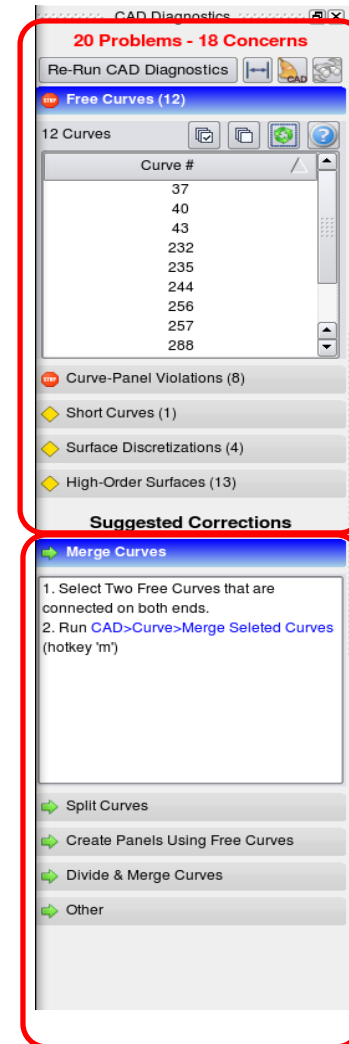 CAD Diagnostics
20 Problems - 18 Concerns
Re-Run CAD Diagnostics
CAD
STOP Free Curves (12)
12 Curves
Curve #
37
40
43
232
235
244
256
257
288
STOP Curve-Panel Violations (8)
Short Curves (1)
Surface Discretizations (4)
High-Order Surfaces (13)
Suggested Corrections
Merge Curves
1. Select Two Free Curves that are
connected on both ends.
2. Run CAD>Curve>Merge Seleted Curves
(hotkey 'm')
Split Curves
Create Panels Using Free Curves
Divide & Merge Curves
Other